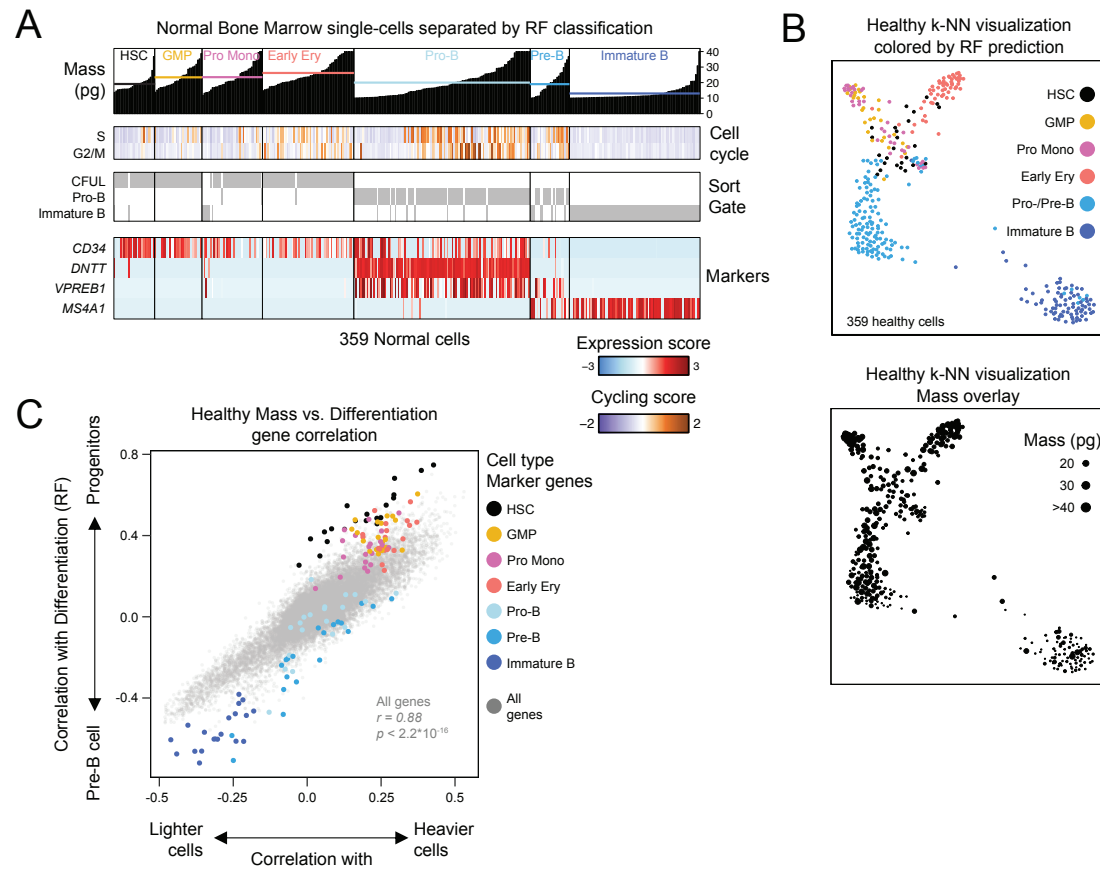 A
Normal Bone Marrow single-cells separated by RF classification
HSC GMP Pro Mono Early Ery Pro-B Pre-B Immature B
Mass
(pg)
40
30
20
10
0
S
G2/M
Cell
cycle
CFUL
Pro-B
Immature B
Sort
Gate
CD34
DNTT
VPREB1
MS4A1
Markers
359 Normal cells
Expression score
-3 3
Cycling score
-2 2
B
Healthy k-NN visualization
colored by RF prediction
HSC
GMP
Pro Mono
Early Ery
Pro-/Pre-B
Immature B
359 healthy cells
Healthy k-NN visualization
Mass overlay
Mass (pg)
20
30
>40
C
Healthy Mass vs. Differentiation
gene correlation
Correlation with Differentiation (RF)
Progenitors
Pre-B cell
0.8
0.4
0.0
-0.4
-0.5 -0.25 0.0 0.25 0.5
All genes
r = 0.88
p < 2.2*10-16
Cell type
Marker genes
HSC
GMP
Pro Mono
Early Ery
Pro-B
Pre-B
Immature B
All
genes
Lighter
cells
Heavier
cells
Correlation with